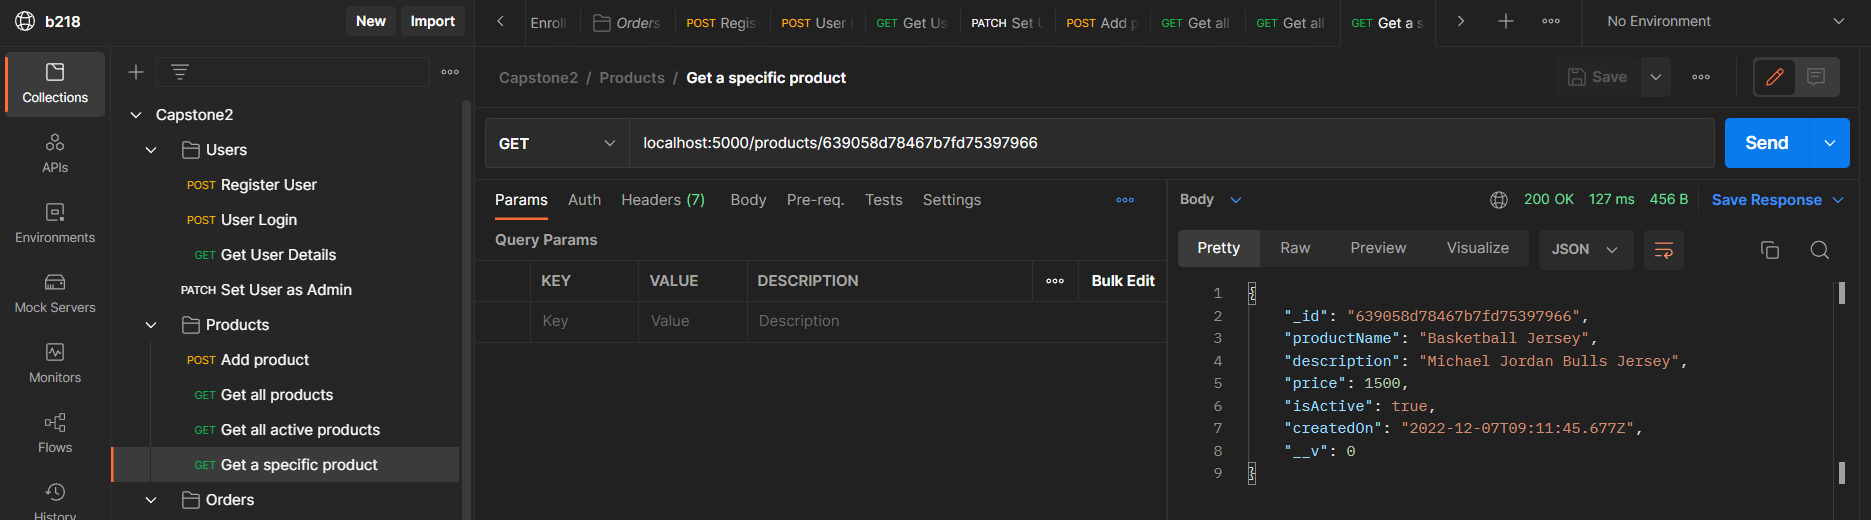 b218
New
Import
Collections
APIs
Environments
Mock Servers
Monitors
Flows
History
Capstone2
Users
POST Register User
POST User Login
GET Get User Details
PATCH Set User as Admin
Products
POST Add product
GET Get all products
GET Get all active products
GET Get a specific product
Orders
Enroll
Orders
POST Regis
POST User
GET Get Us
PATCH Set U
POST Add p
GET Get all
GET Get all
GET Get a s
No Environment
Capstone2 / Products / Get a specific product
Save
GET
localhost:5000/products/639058d78467b7fd75397966
Send
Params Auth Headers (7) Body Pre-req. Tests Settings
Query Params
KEY VALUE DESCRIPTION Bulk Edit
Key Value Description
Body
200 OK 127 ms 456 B Save Response
Pretty Raw Preview Visualize JSON
1 {
2 "_id": "639058d78467b7fd75397966",
3 "productName": "Basketball Jersey",
4 "description": "Michael Jordan Bulls Jersey",
5 "price": 1500,
6 "isActive": true,
7 "createdOn": "2022-12-07T09:11:45.677Z",
8 "__v": 0
9 }